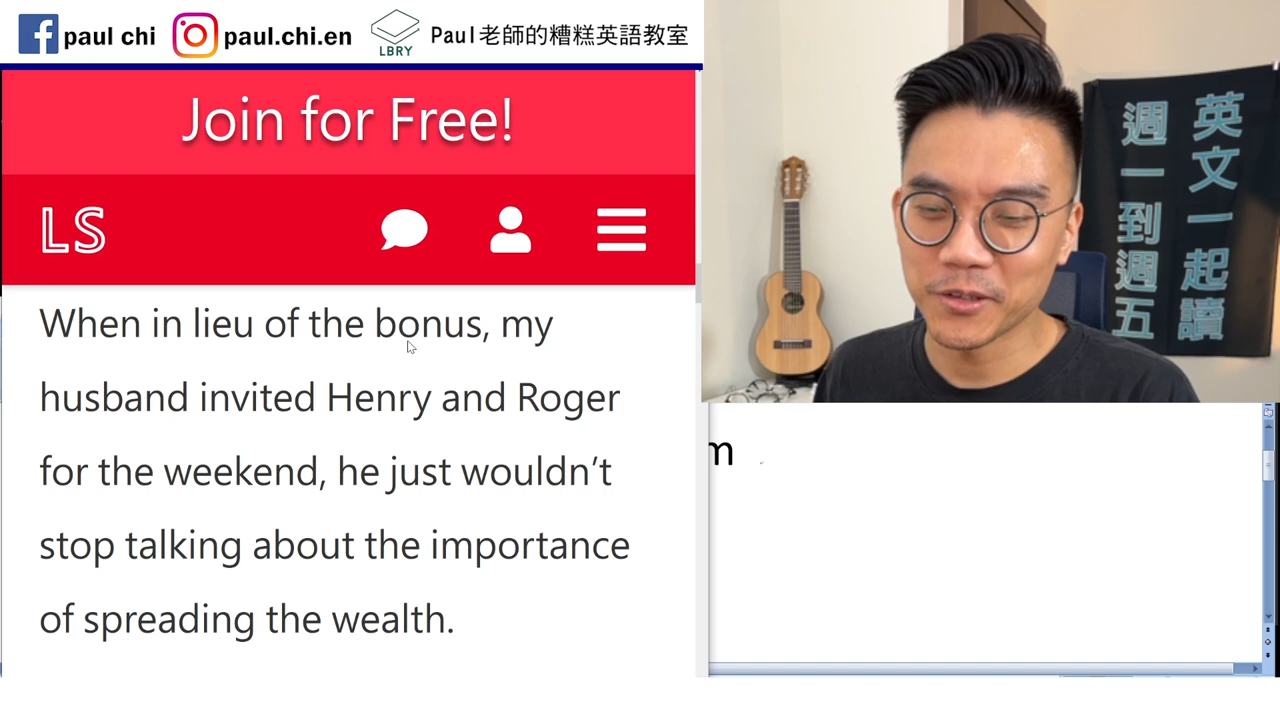 paul chi
paul.chi.en
LBRY
Paul老師的糟糕英語教室
Join for Free!
LS
When in lieu of the bonus, my
husband invited Henry and Roger
for the weekend, he just wouldn't
stop talking about the importance
of spreading the wealth.
英文一起讀
週一到週五
m